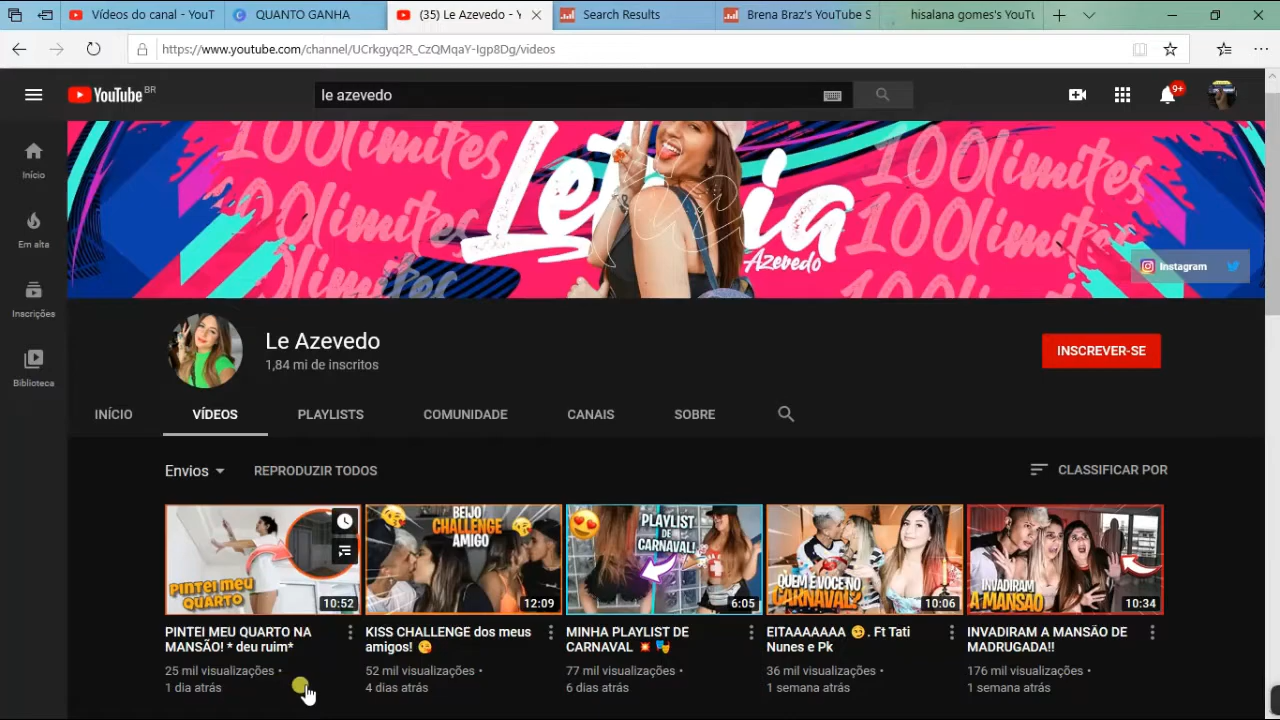 Vídeos do canal - YouT
QUANTO GANHA
(35) Le Azevedo - Y
Search Results
Brena Braz's YouTube S
hisalana gomes's YouTu
https://www.youtube.com/channel/UCrkgyq2R_CzQMqaY-Igp8Dg/videos
YouTube BR
le azevedo
9+
Início
Em alta
Inscrições
Biblioteca
100limites
100limites
100limites
100limites
100limites
Letícia
Azevedo
Instagram
Le Azevedo
1,84 mi de inscritos
INSCREVER-SE
INÍCIO
VÍDEOS
PLAYLISTS
COMUNIDADE
CANAIS
SOBRE
Envios
REPRODUZIR TODOS
CLASSIFICAR POR
PINTEI MEU
QUARTO
10:52
PINTEI MEU QUARTO NA
MANSÃO! * deu ruim*
25 mil visualizações •
1 dia atrás
BEIJO
CHALLENGE
AMIGO
12:09
KISS CHALLENGE dos meus
amigos! 😘
52 mil visualizações •
4 dias atrás
PLAYLIST
DE
CARNAVAL!
6:05
MINHA PLAYLIST DE
CARNAVAL 💥 🎭
77 mil visualizações •
6 dias atrás
QUEM É VOCE NO
CARNAVAL?
10:06
EITAAAAAAA 😏. Ft Tati
Nunes e Pk
36 mil visualizações •
1 semana atrás
INVADIRAM
A MANSÃO
10:34
INVADIRAM A MANSÃO DE
MADRUGADA!!
176 mil visualizações •
1 semana atrás